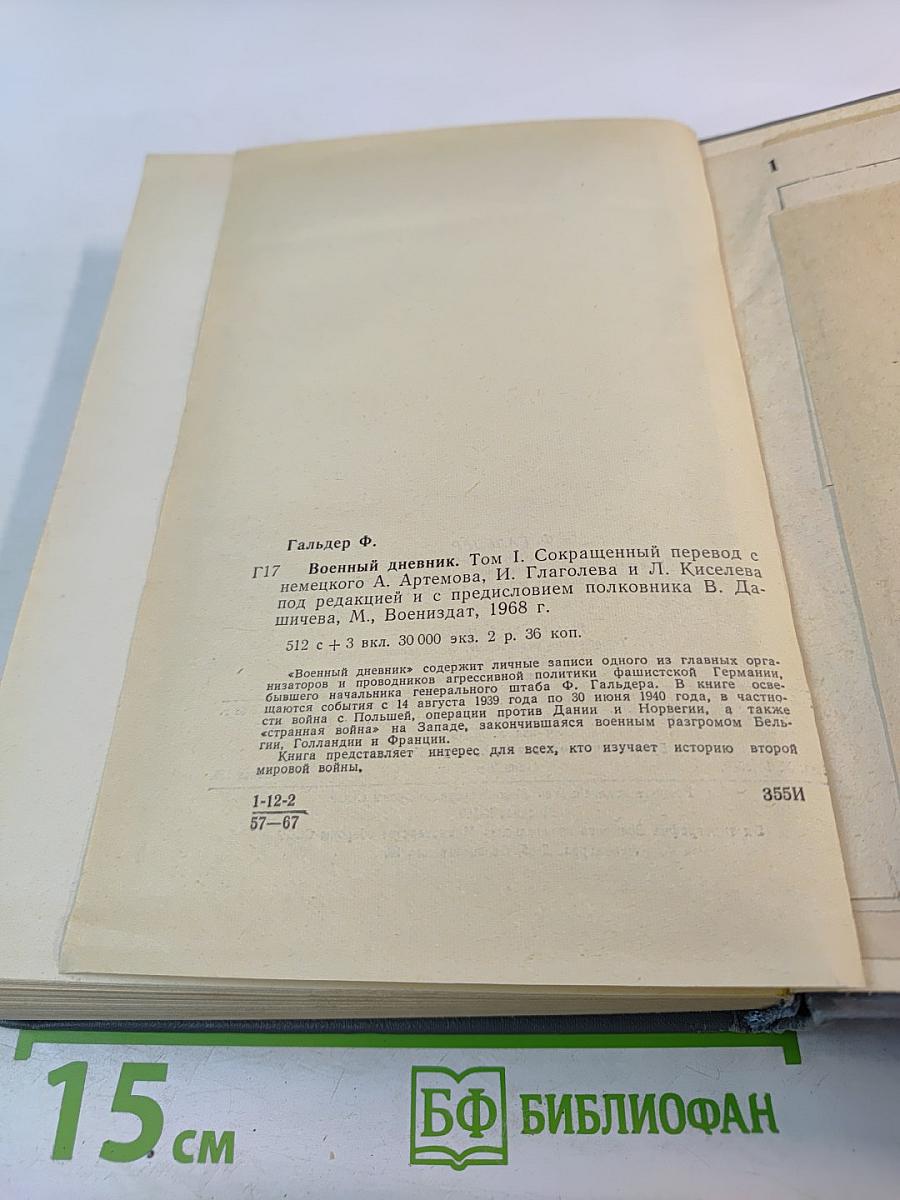 1
Гальдер Ф.
Г17 Военный дневник. Том I. Сокращенный перевод с
немецкого А. Артемова, И. Глаголева и Л. Киселева
под редакцией и с предисловием полковника В. Да-
шичева, М., Воениздат, 1968 г.
512 с + 3 вкл. 30 000 экз. 2 р. 36 коп.
«Военный дневник» содержит личные записи одного из главных орга-
низаторов и проводников агрессивной политики фашистской Германии,
бывшего начальника генерального штаба Ф. Гальдера. В книге осве-
щаются события с 14 августа 1939 года по 30 июня 1940 года, в частно-
сти война с Польшей, операции против Дании и Норвегии, а также
«странная война» на Западе, закончившаяся военным разгромом Бель-
гии, Голландии и Франции.
Книга представляет интерес для всех, кто изучает историю второй
мировой войны.
1-12-2
57—67
355И
15 см
БФ БИБЛИОФАН